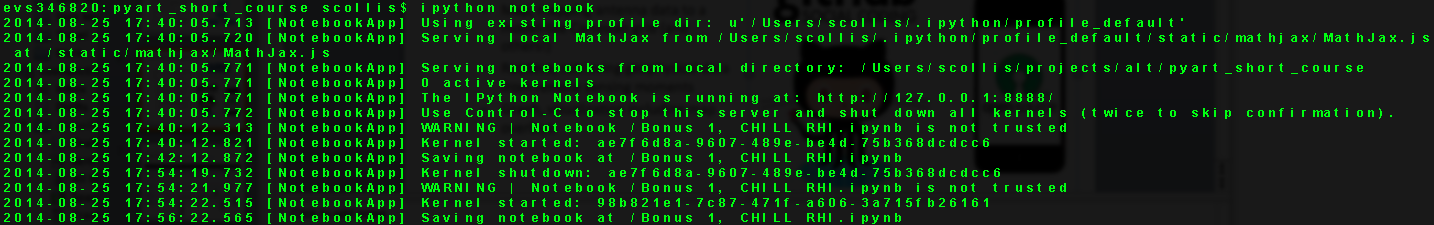 evs346820:pyart_short_course scollis$ ipython notebook
2014-08-25 17:40:05.713 [NotebookApp] Using existing profile dir: u'/Users/scollis/.ipython/profile_default'
2014-08-25 17:40:05.720 [NotebookApp] Serving local MathJax from /Users/scollis/.ipython/profile_default/static/mathjax/MathJax.js
at /static/mathjax/MathJax.js
2014-08-25 17:40:05.771 [NotebookApp] Serving notebooks from local directory: /Users/scollis/projects/alt/pyart_short_course
2014-08-25 17:40:05.771 [NotebookApp] 0 active kernels
2014-08-25 17:40:05.771 [NotebookApp] The IPython Notebook is running at: http://127.0.0.1:8888/
2014-08-25 17:40:05.772 [NotebookApp] Use Control-C to stop this server and shut down all kernels (twice to skip confirmation).
2014-08-25 17:40:12.313 [NotebookApp] WARNING | Notebook /Bonus 1, CHILL RHI.ipynb is not trusted
2014-08-25 17:40:12.821 [NotebookApp] Kernel started: ae7f6d8a-9607-489e-be4d-75b368dcdcc6
2014-08-25 17:42:12.872 [NotebookApp] Saving notebook at /Bonus 1, CHILL RHI.ipynb
2014-08-25 17:54:19.732 [NotebookApp] Kernel shutdown: ae7f6d8a-9607-489e-be4d-75b368dcdcc6
2014-08-25 17:54:21.977 [NotebookApp] WARNING | Notebook /Bonus 1, CHILL RHI.ipynb is not trusted
2014-08-25 17:54:22.515 [NotebookApp] Kernel started: 98b821e1-7c87-471f-a606-3a715fb26161
2014-08-25 17:56:22.565 [NotebookApp] Saving notebook at /Bonus 1, CHILL RHI.ipynb